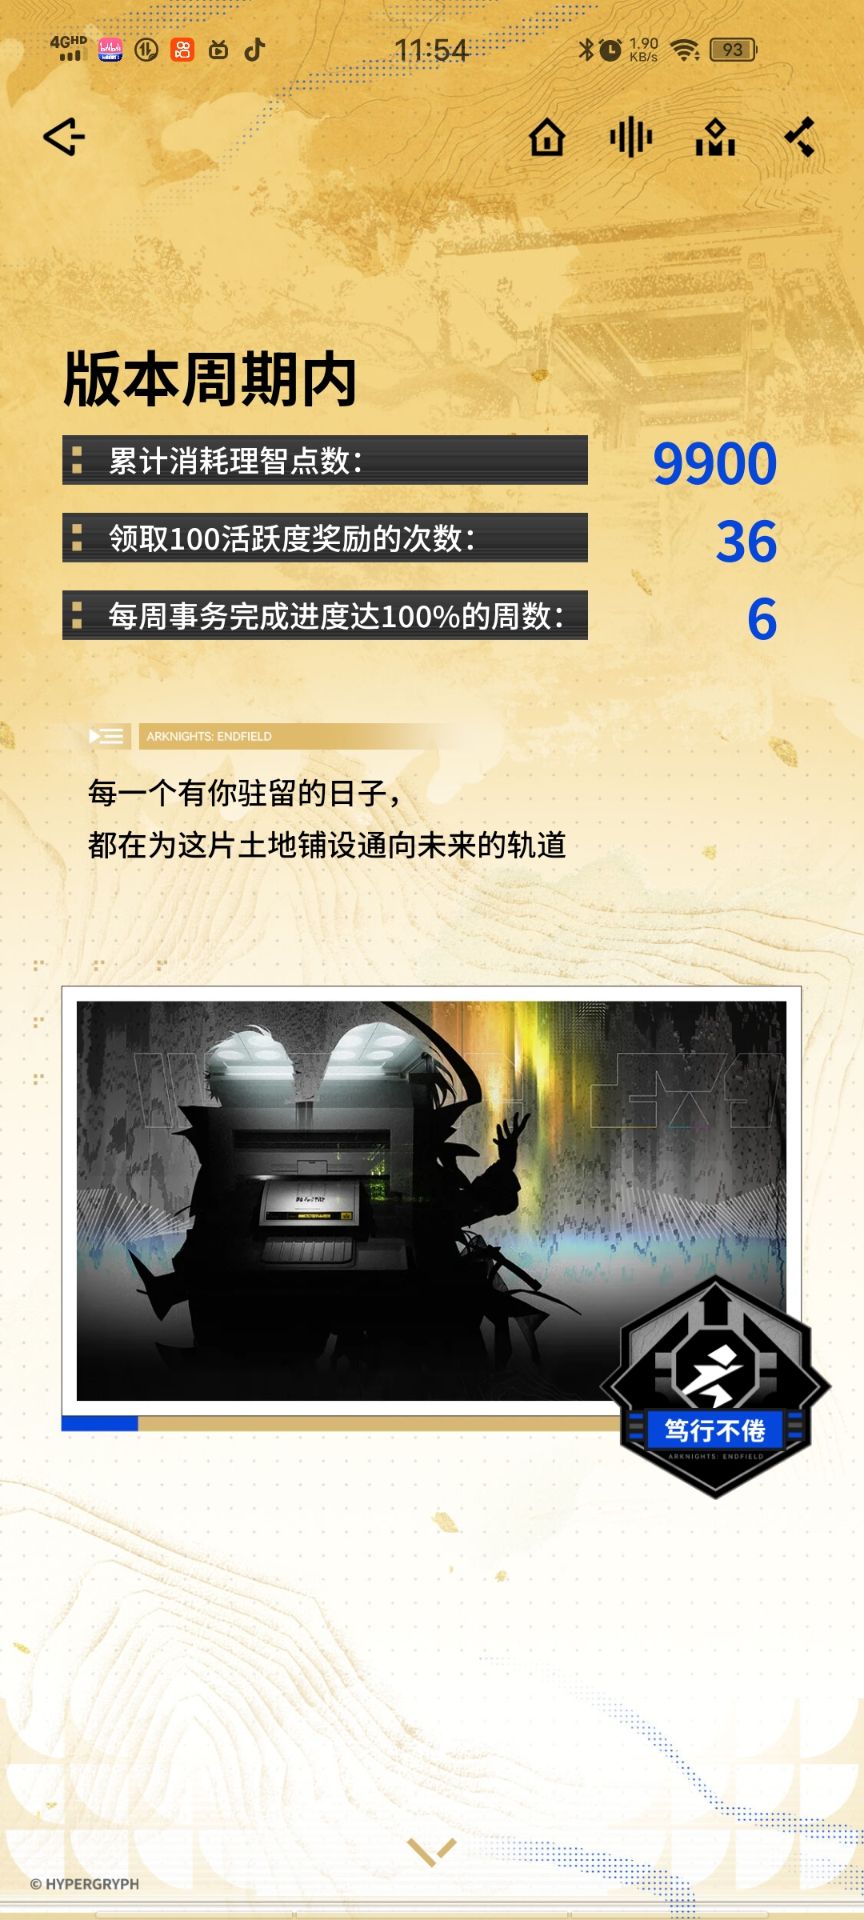 4GHD
11:54
1.90
KB/s
93
版本周期内
累计消耗理智点数：
9900
领取100活跃度奖励的次数：
36
每周事务完成进度达100%的周数：
6
ARKNIGHTS: ENDFIELD
每一个有你驻留的日子，
都在为这片土地铺设通向未来的轨道
笃行不倦
ARKNIGHTS: ENDFIELD
© HYPERGRYPH